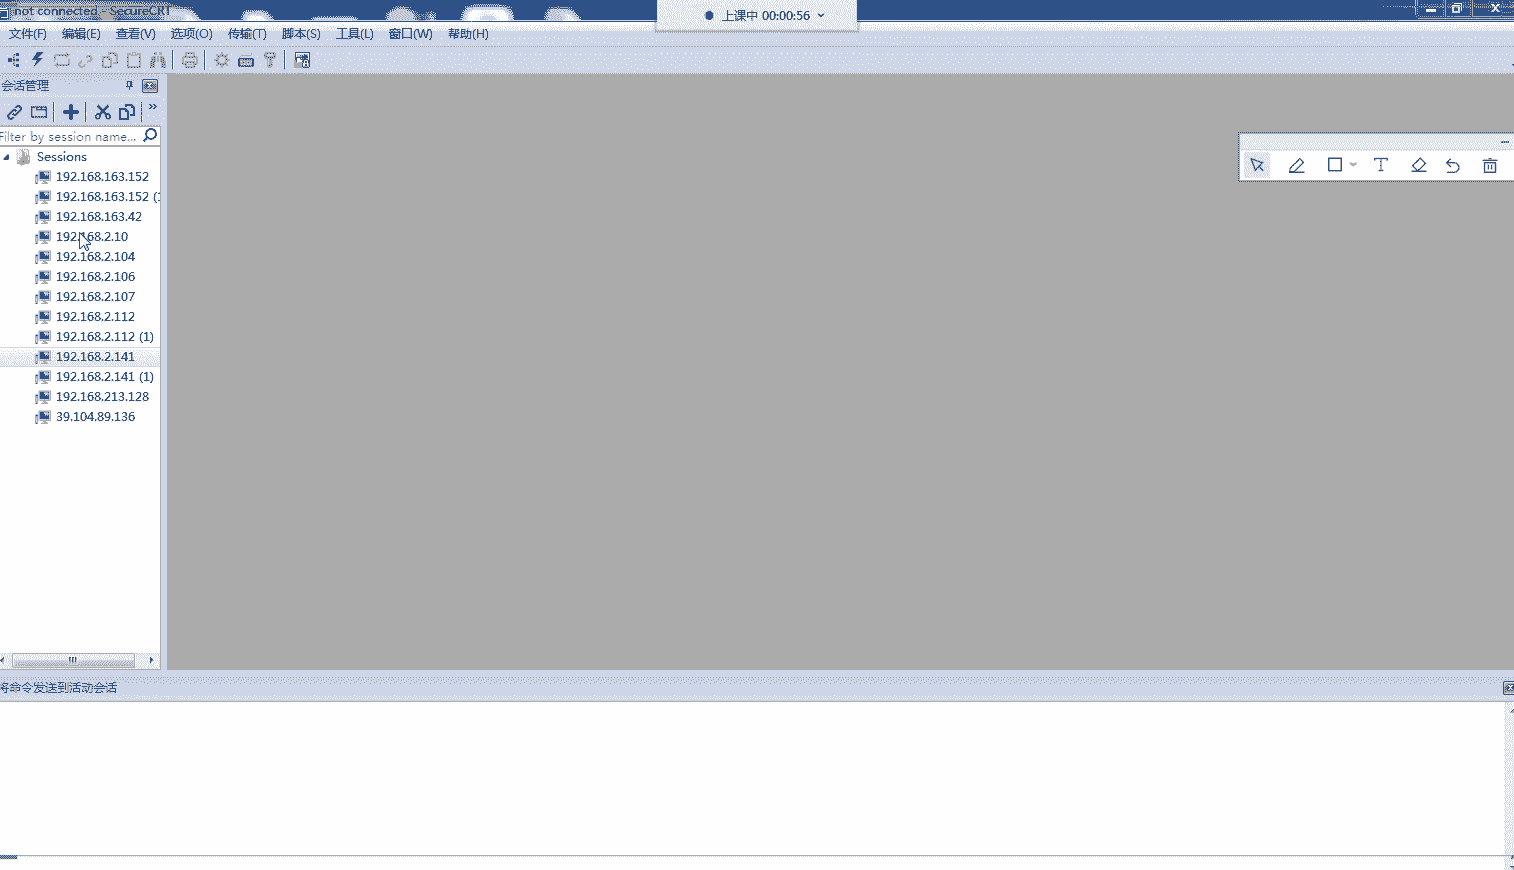 not connected - SecureCRT
上课中 00:00:56
文件(F) 编辑(E) 查看(V) 选项(O) 传输(T) 脚本(S) 工具(L) 窗口(W) 帮助(H)
会话管理
Filter by session name...
Sessions
192.168.163.152
192.168.163.152 (1
192.168.163.42
192.168.2.10
192.168.2.104
192.168.2.106
192.168.2.107
192.168.2.112
192.168.2.112 (1)
192.168.2.141
192.168.2.141 (1)
192.168.213.128
39.104.89.136
将命令发送到活动会话